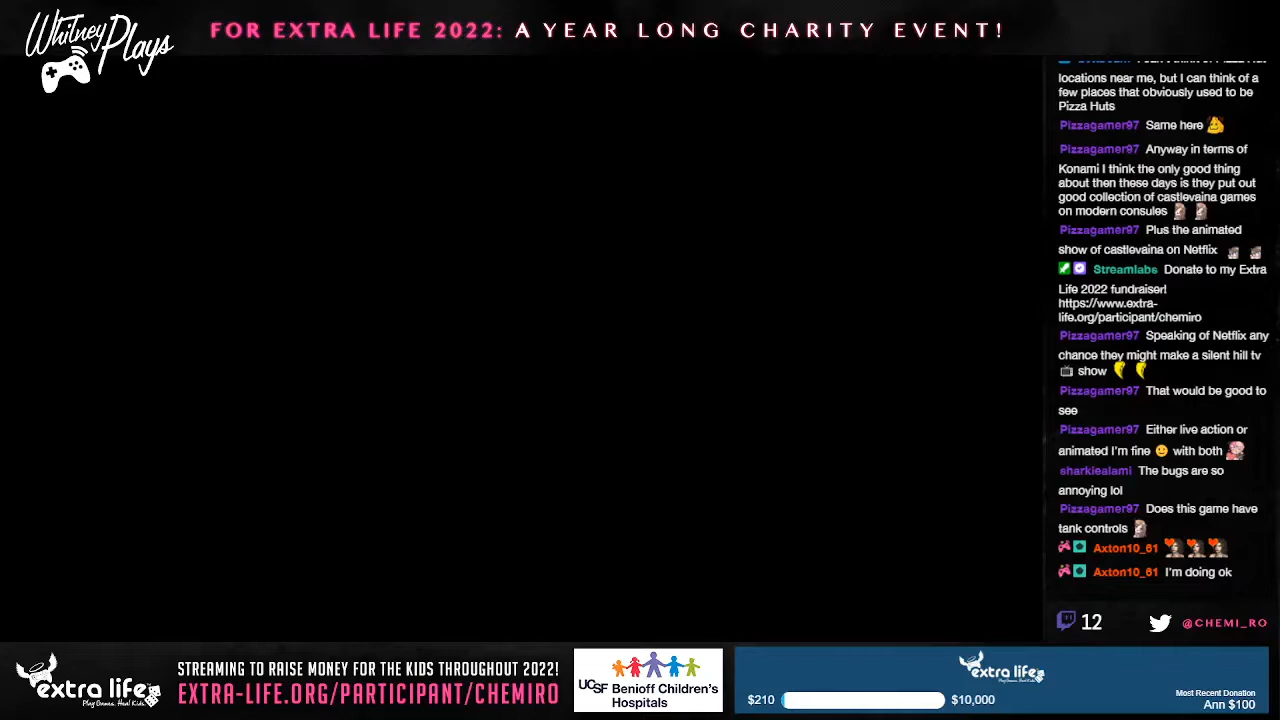 Whitney Plays
FOR EXTRA LIFE 2022: A YEAR LONG CHARITY EVENT!
locations near me, but I can think of a
few places that obviously used to be
Pizza Huts
Pizzagamer97 Same here
Pizzagamer97 Anyway in terms of
Konami I think the only good thing
about then these days is they put out
good collection of castlevaina games
on modern consules
Pizzagamer97 Plus the animated
show of castlevaina on Netflix
Streamlabs Donate to my Extra
Life 2022 fundraiser!
https://www.extra-
life.org/participant/chemiro
Pizzagamer97 Speaking of Netflix any
chance they might make a silent hill tv
show
Pizzagamer97 That would be good to
see
Pizzagamer97 Either live action or
animated I'm fine with both
sharkiealami The bugs are so
annoying lol
Pizzagamer97 Does this game have
tank controls
Axton10_61
Axton10_61 I'm doing ok
12 @CHEMI_RO
extra life
Play Games. Heal Kids.
STREAMING TO RAISE MONEY FOR THE KIDS THROUGHOUT 2022!
EXTRA-LIFE.ORG/PARTICIPANT/CHEMIRO
UCSF Benioff Children's
Hospitals
extra life
$210 $10,000
Most Recent Donation
Ann $100